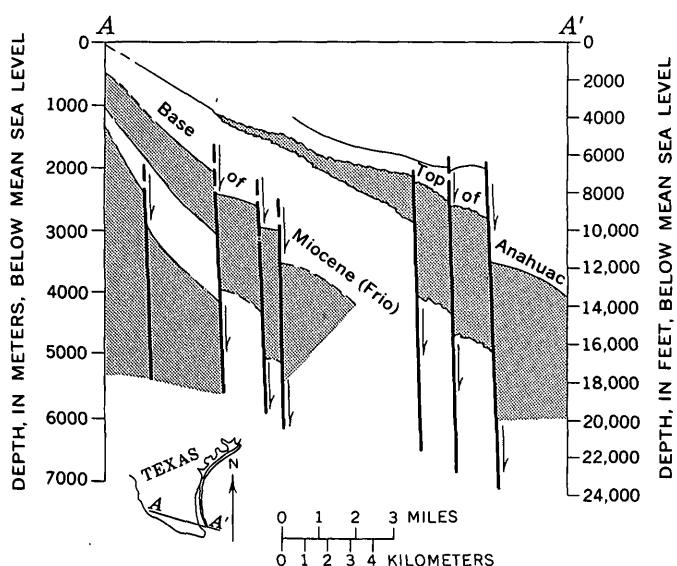 A
A'
DEPTH, IN METERS, BELOW MEAN SEA LEVEL
0
1000
2000
3000
4000
5000
6000
7000
Base of Miocene (Frio)
Top of Anahuac
0
2000
4000
6000
8000
10,000
12,000
14,000
16,000
18,000
20,000
22,000
24,000
DEPTH, IN FEET, BELOW MEAN SEA LEVEL
TEXAS
N
A
A'
0 1 2 3 MILES
0 1 2 3 4 KILOMETERS